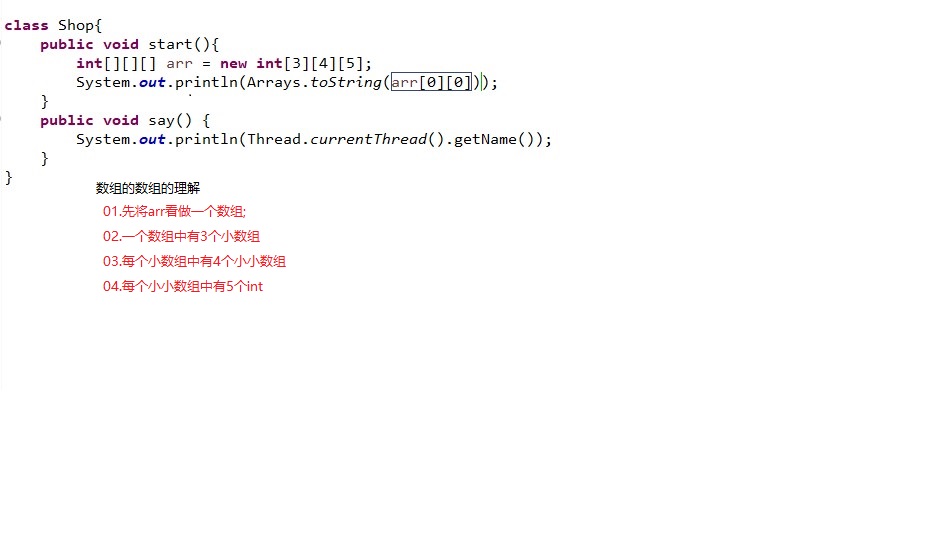 class Shop{
    public void start(){
        int[][][] arr = new int[3][4][5];
        System.out.println(Arrays.toString(arr[0][0]));
    }
    public void say() {
        System.out.println(Thread.currentThread().getName());
    }
}
数组的数组的理解
01.先将arr看做一个数组;
02.一个数组中有3个小数组
03.每个小数组中有4个小小数组
04.每个小小数组中有5个int